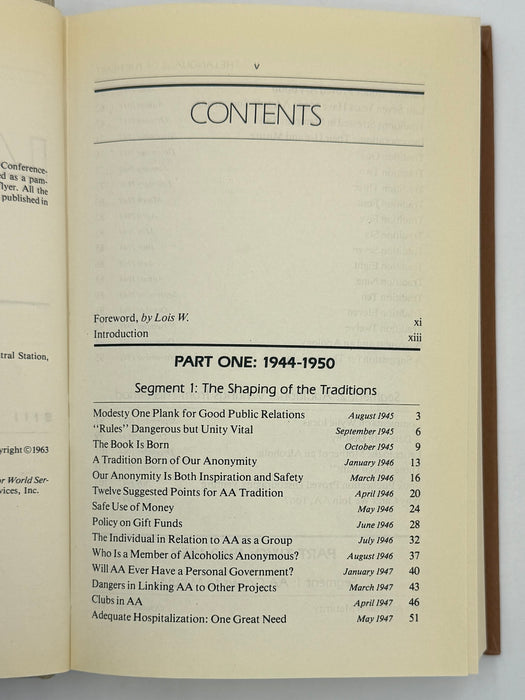 Conference-
d as a pam-
lyer. All the
published in
tral Station,
yright © 1963
or World Ser-
vices, Inc.
v
CONTENTS
Foreword, by Lois W. xi
Introduction xiii
PART ONE: 1944-1950
Segment 1: The Shaping of the Traditions
Modesty One Plank for Good Public Relations August 1945 3
"Rules" Dangerous but Unity Vital September 1945 6
The Book Is Born October 1945 9
A Tradition Born of Our Anonymity January 1946 13
Our Anonymity Is Both Inspiration and Safety March 1946 16
Twelve Suggested Points for AA Tradition April 1946 20
Safe Use of Money May 1946 24
Policy on Gift Funds June 1946 28
The Individual in Relation to AA as a Group July 1946 32
Who Is a Member of Alcoholics Anonymous? August 1946 37
Will AA Ever Have a Personal Government? January 1947 40
Dangers in Linking AA to Other Projects March 1947 43
Clubs in AA April 1947 46
Adequate Hospitalization: One Great Need May 1947 51